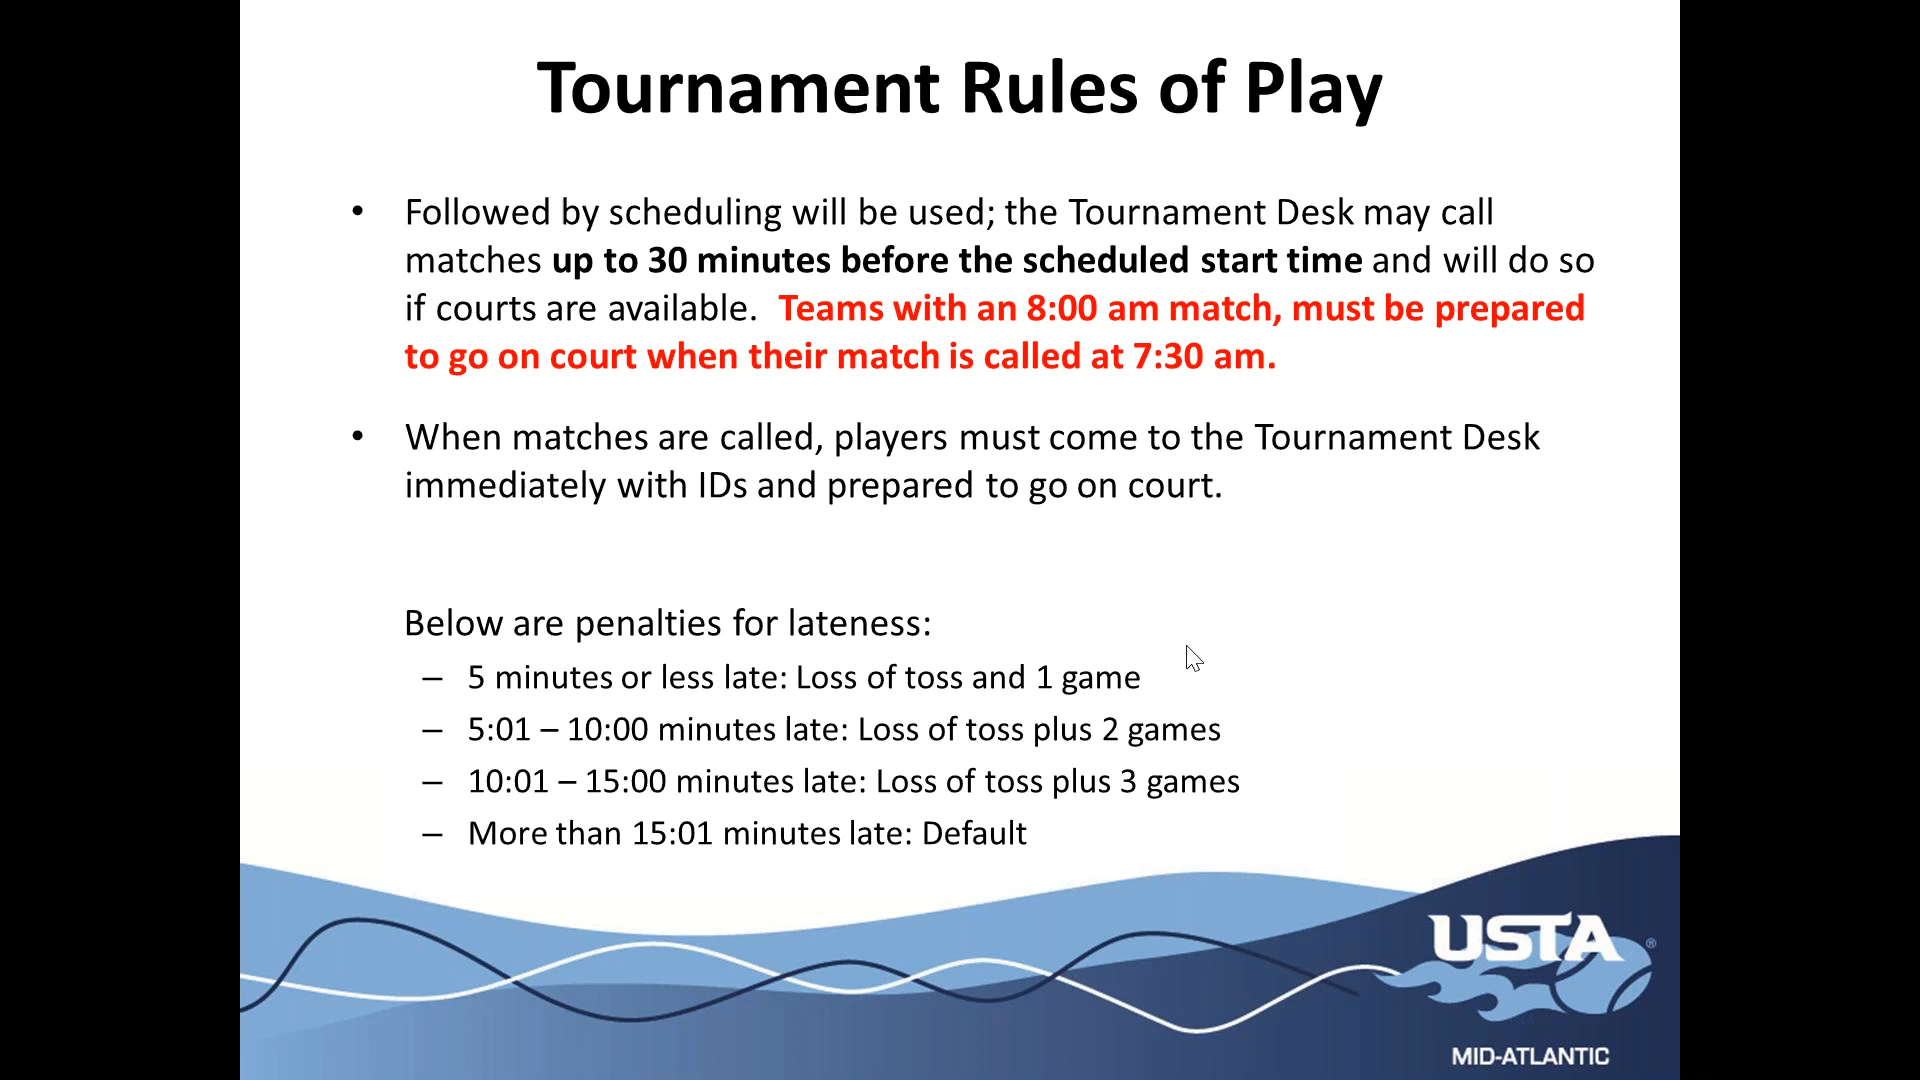 Tournament Rules of Play
• Followed by scheduling will be used; the Tournament Desk may call
matches up to 30 minutes before the scheduled start time and will do so
if courts are available.  Teams with an 8:00 am match, must be prepared
to go on court when their match is called at 7:30 am.
• When matches are called, players must come to the Tournament Desk
immediately with IDs and prepared to go on court.
Below are penalties for lateness:
– 5 minutes or less late: Loss of toss and 1 game
– 5:01 – 10:00 minutes late: Loss of toss plus 2 games
– 10:01 – 15:00 minutes late: Loss of toss plus 3 games
– More than 15:01 minutes late: Default
USTA®
MID-ATLANTIC